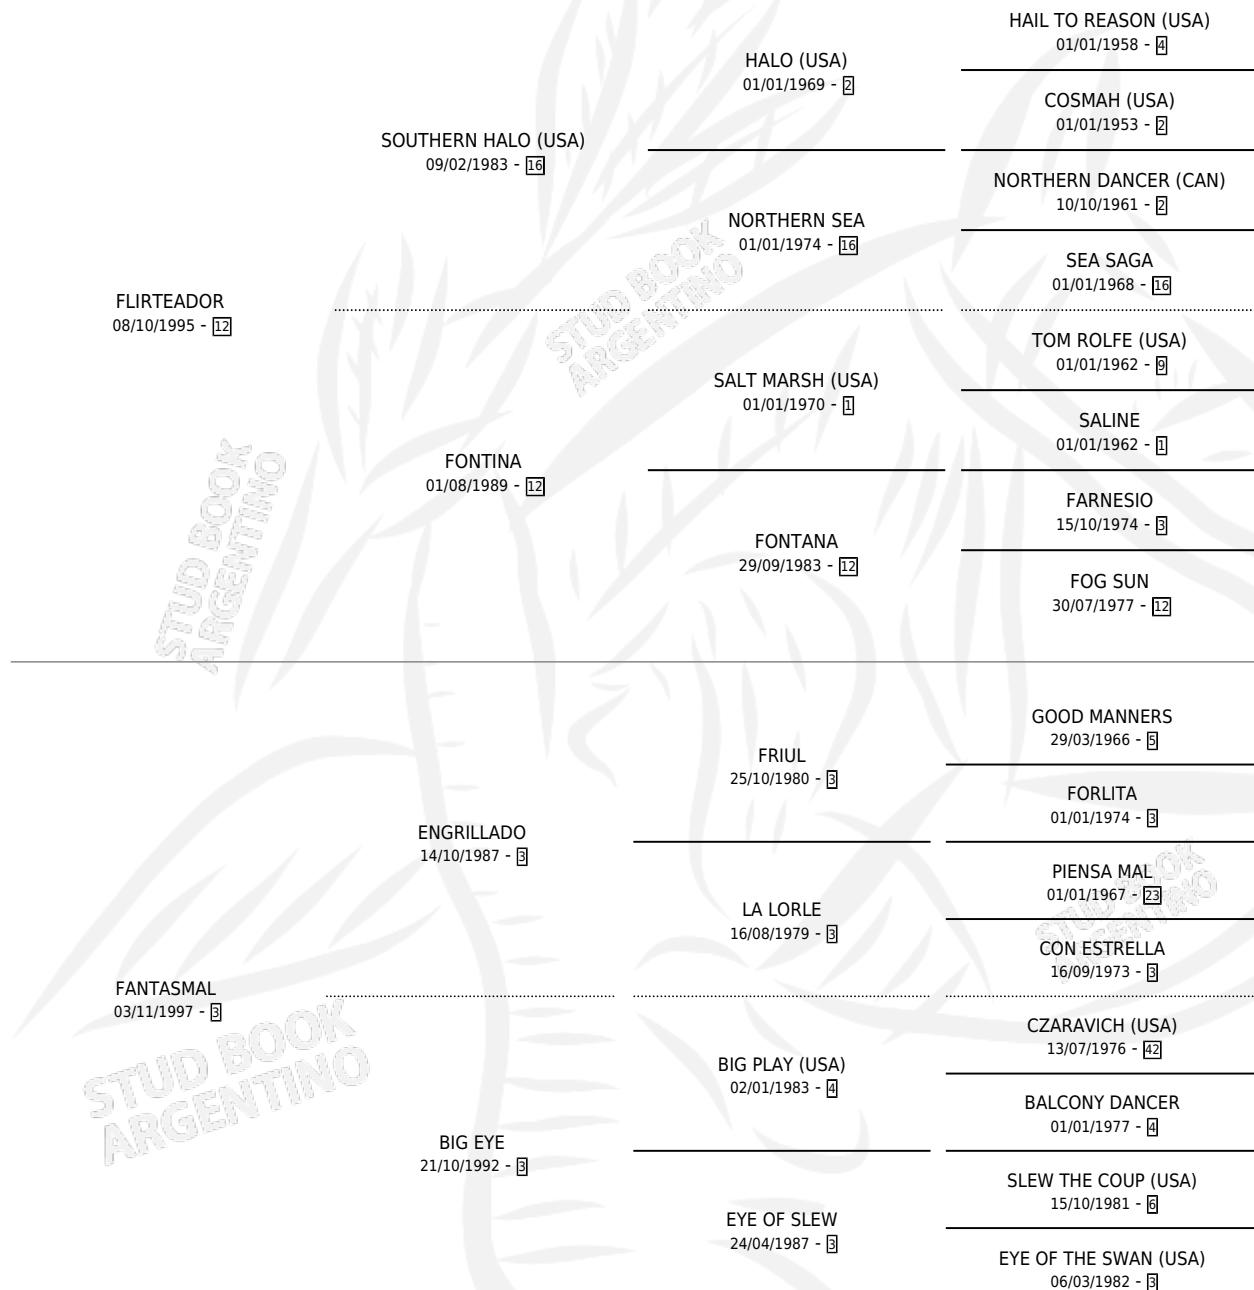 HAIL TO REASON (USA)
01/01/1958 - 4
HALO (USA)
01/01/1969 - 2
COSMAH (USA)
01/01/1953 - 2
SOUTHERN HALO (USA)
09/02/1983 - 16
NORTHERN DANCER (CAN)
10/10/1961 - 2
NORTHERN SEA
01/01/1974 - 16
SEA SAGA
01/01/1968 - 16
FLIRTEADOR
08/10/1995 - 12
TOM ROLFE (USA)
01/01/1962 - 9
SALT MARSH (USA)
01/01/1970 - 1
SALINE
01/01/1962 - 1
FONTINA
01/08/1989 - 12
FARNESIO
15/10/1974 - 3
FONTANA
29/09/1983 - 12
FOG SUN
30/07/1977 - 12
GOOD MANNERS
29/03/1966 - 5
FRIUL
25/10/1980 - 3
FORLITA
01/01/1974 - 3
ENGRILLADO
14/10/1987 - 3
PIENSA MAL
01/01/1967 - 23
LA LORLE
16/08/1979 - 3
CON ESTRELLA
16/09/1973 - 3
FANTASMAL
03/11/1997 - 3
CZARAVICH (USA)
13/07/1976 - 42
BIG PLAY (USA)
02/01/1983 - 4
BALCONY DANCER
01/01/1977 - 4
BIG EYE
21/10/1992 - 3
SLEW THE COUP (USA)
15/10/1981 - 6
EYE OF SLEW
24/04/1987 - 3
EYE OF THE SWAN (USA)
06/03/1982 - 3
STUD BOOK
ARGENTINO
STUD BOOK
ARGENTINO
STUD BOOK
ARGENTINO
STUD BOOK
ARGENTINO